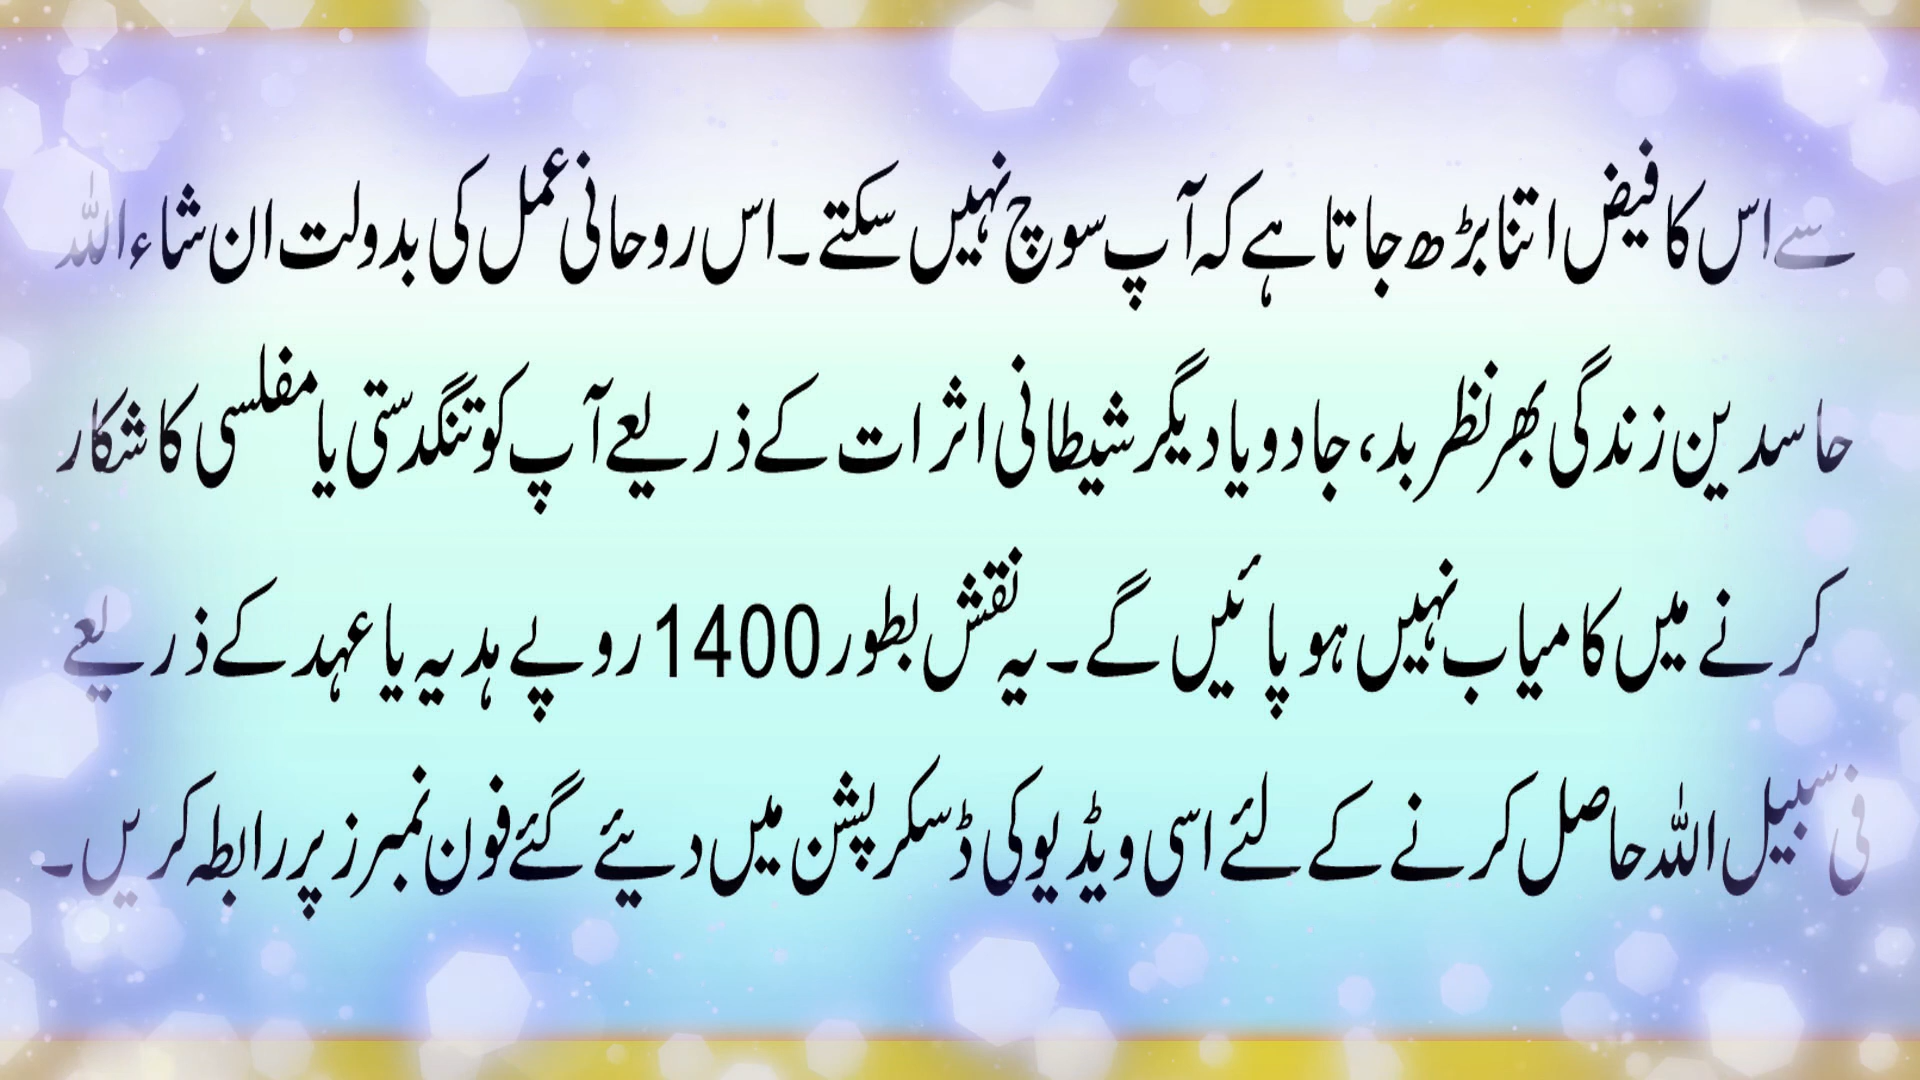 سے اس کا فیض اتنا بڑھ جاتا ہے کہ آپ سوچ نہیں سکتے۔ اس روحانی عمل کی بدولت ان شاء اللہ
حاسدین زندگی بھر نظر بد، جادو یا دیگر شیطانی اثرات کے ذریعے آپ کو تنگدستی یا مفلسی کا شکار
کرنے میں کامیاب نہیں ہو پائیں گے۔ یہ نقش بطور 1400 روپے ہدیہ یا عہد کے ذریعے
فی سبیل اللہ حاصل کرنے کے لئے اسی ویڈیو کی ڈسکرپشن میں دیئے گئے فون نمبرز پر رابطہ کریں۔